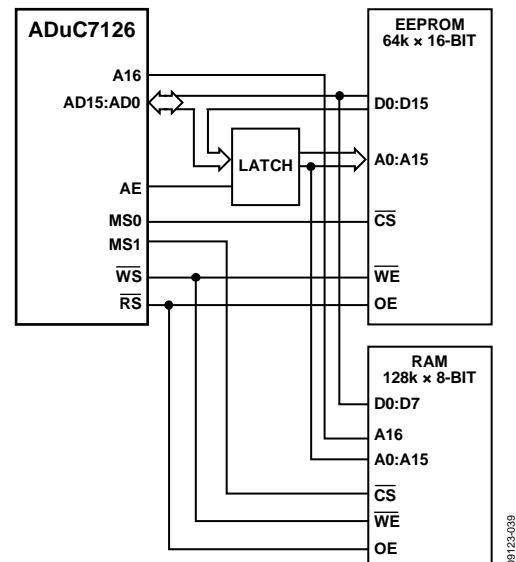 ADuC7126
A16
AD15:AD0
AE
MS0
MS1
WS
RS
LATCH
EEPROM
64k × 16-BIT
D0:D15
A0:A15
CS
WE
OE
RAM
128k × 8-BIT
D0:D7
A16
A0:A15
CS
WE
OE
09123-039